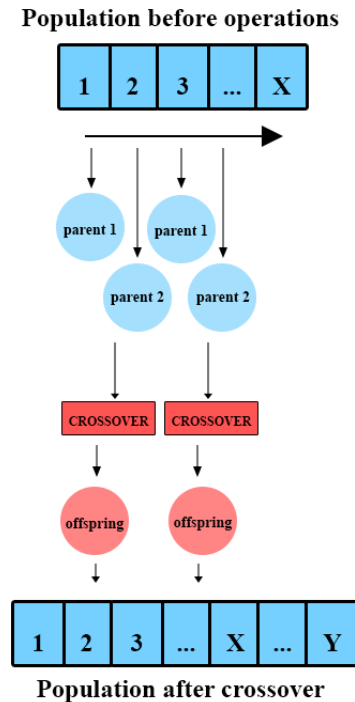 Population before operations
1 2 3 ... X
parent 1 parent 1
parent 2 parent 2
CROSSOVER CROSSOVER
offspring offspring
1 2 3 ... X ... Y
Population after crossover